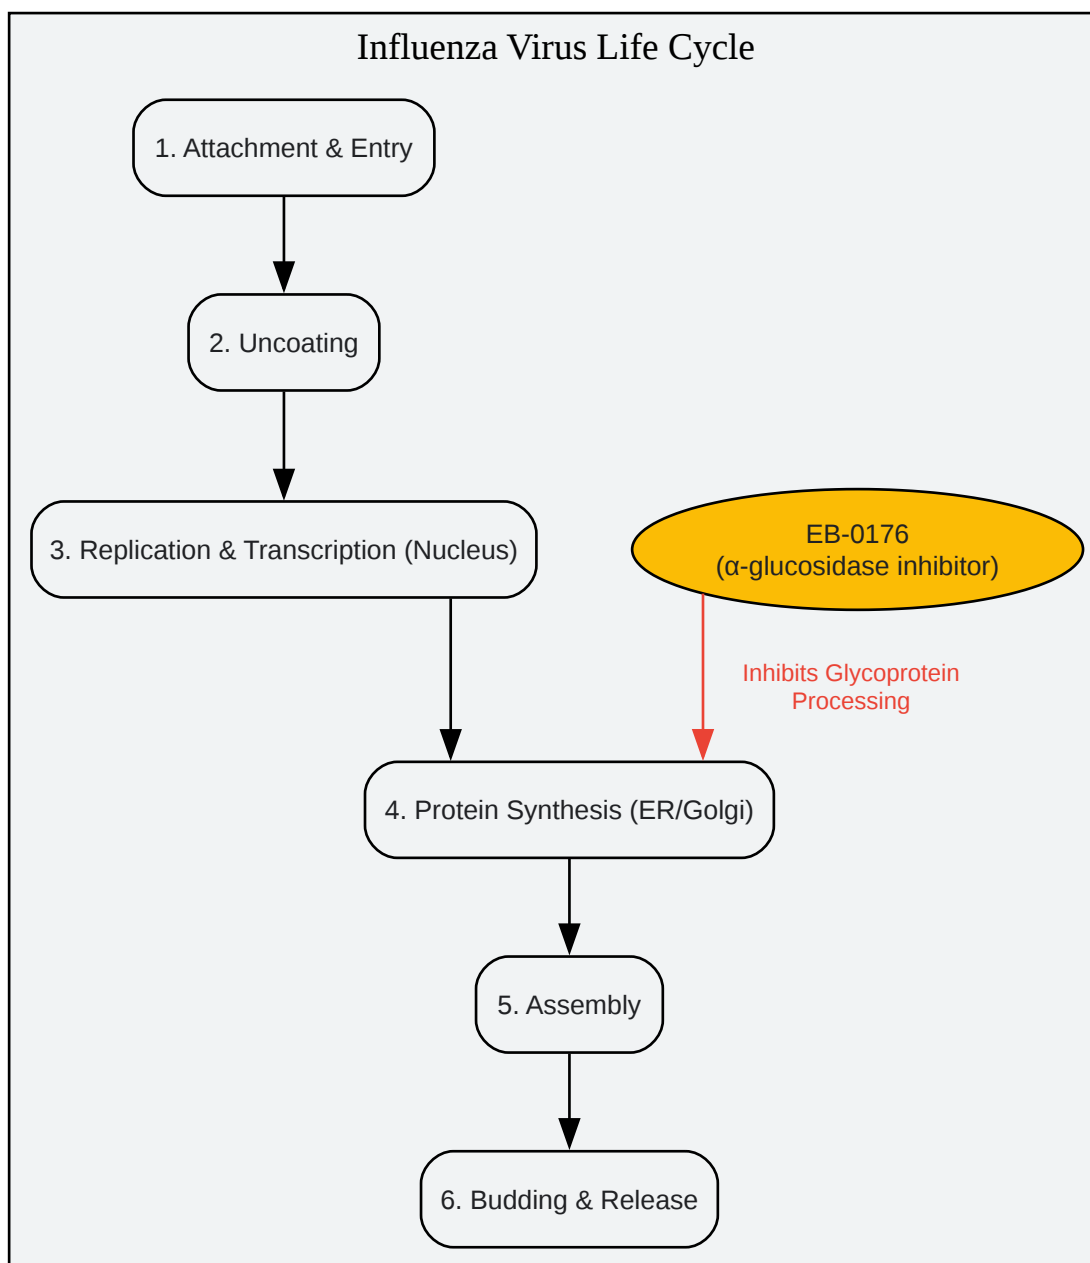 Influenza Virus Life Cycle
1. Attachment & Entry
2. Uncoating
3. Replication & Transcription (Nucleus)
EB-0176
(α-glucosidase inhibitor)
Inhibits Glycoprotein
Processing
4. Protein Synthesis (ER/Golgi)
5. Assembly
6. Budding & Release